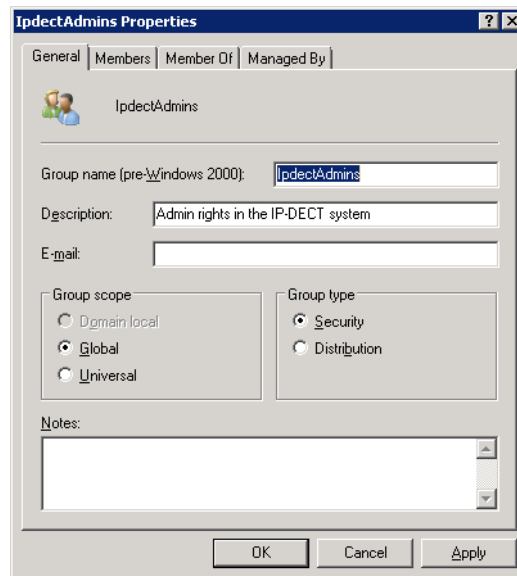 IpdectAdmins Properties
General Members Member Of Managed By
IpdectAdmins
Group name (pre-Windows 2000): IpdectAdmins
Description: Admin rights in the IP-DECT system
E-mail:
Group scope Group type
Domain local Security
Global Distribution
Universal
Notes:
OK Cancel Apply